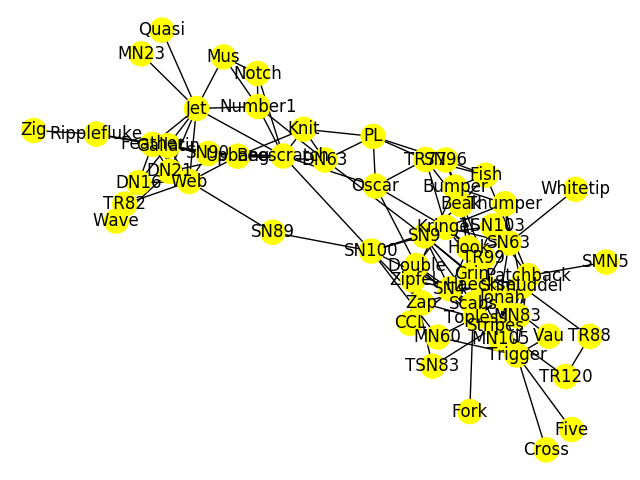 Quasi
MN23
Mus
Notch
Jet
Number1
Zig
Ripplefluke
Knit
PL
Feather
Gallatin
SN90
Upbang
Beescratch
DN63
TR77
SN96
DN21
DN16
Web
Oscar
Bumper
Fish
Whitetip
TR82
Beak
Thumper
Wave
Kringel
TSN103
SN89
SN9
SN63
SN100
Hook
TR99
Double
SMN5
Grin
Patchback
Zipfel
Haecksel
Shmuddel
SN4
Jonah
Zap
Scabs
CCL
Topless
MN83
Stripes
MN60
MN105
Vau
TR88
Trigger
TSN83
TR120
Fork
Five
Cross